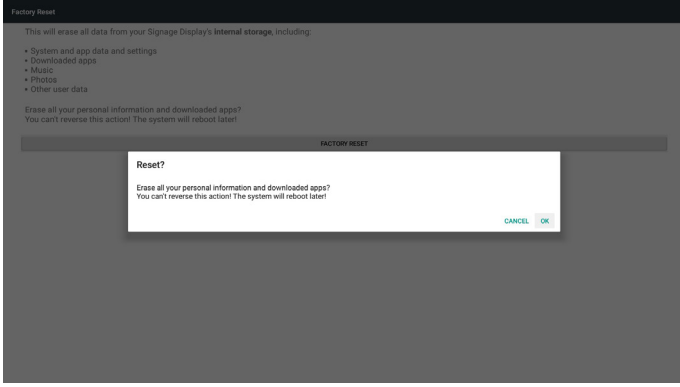 Factory Reset
This will erase all data from your Signage Display's internal storage, including:
• System and app data and settings
• Downloaded apps
• Music
• Photos
• Other user data
Erase all your personal information and downloaded apps?
You can't reverse this action! The system will reboot later!
FACTORY RESET
Reset?
Erase all your personal information and downloaded apps?
You can't reverse this action! The system will reboot later!
CANCEL OK